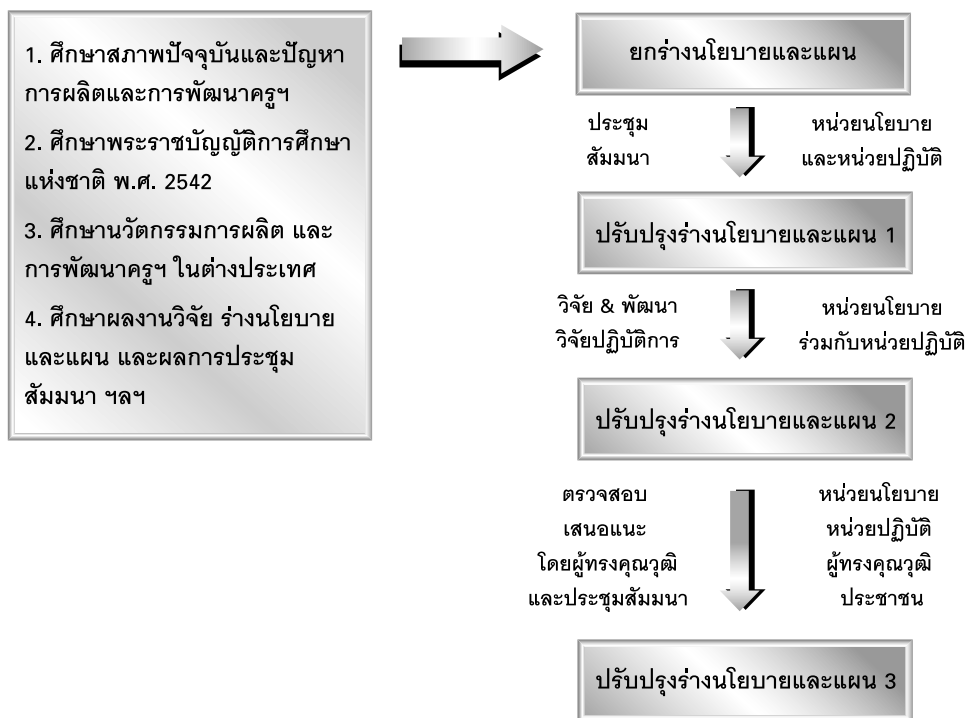 1. ศึกษาสภาพปัจจุบันและปัญหา
การผลิตและการพัฒนาครูฯ
2. ศึกษาพระราชบัญญัติการศึกษา
แห่งชาติ พ.ศ. 2542
3. ศึกษานวัตกรรมการผลิต และ
การพัฒนาครูฯ ในต่างประเทศ
4. ศึกษาผลงานวิจัย ร่างนโยบาย
และแผน และผลการประชุม
สัมมนา ฯลฯ
ยกร่างนโยบายและแผน
ประชุม
สัมมนา
หน่วยนโยบาย
และหน่วยปฏิบัติ
ปรับปรุงร่างนโยบายและแผน 1
วิจัย & พัฒนา
วิจัยปฏิบัติการ
หน่วยนโยบาย
ร่วมกับหน่วยปฏิบัติ
ปรับปรุงร่างนโยบายและแผน 2
ตรวจสอบ
เสนอแนะ
โดยผู้ทรงคุณวุฒิ
และประชุมสัมมนา
หน่วยนโยบาย
หน่วยปฏิบัติ
ผู้ทรงคุณวุฒิ
ประชาชน
ปรับปรุงร่างนโยบายและแผน 3